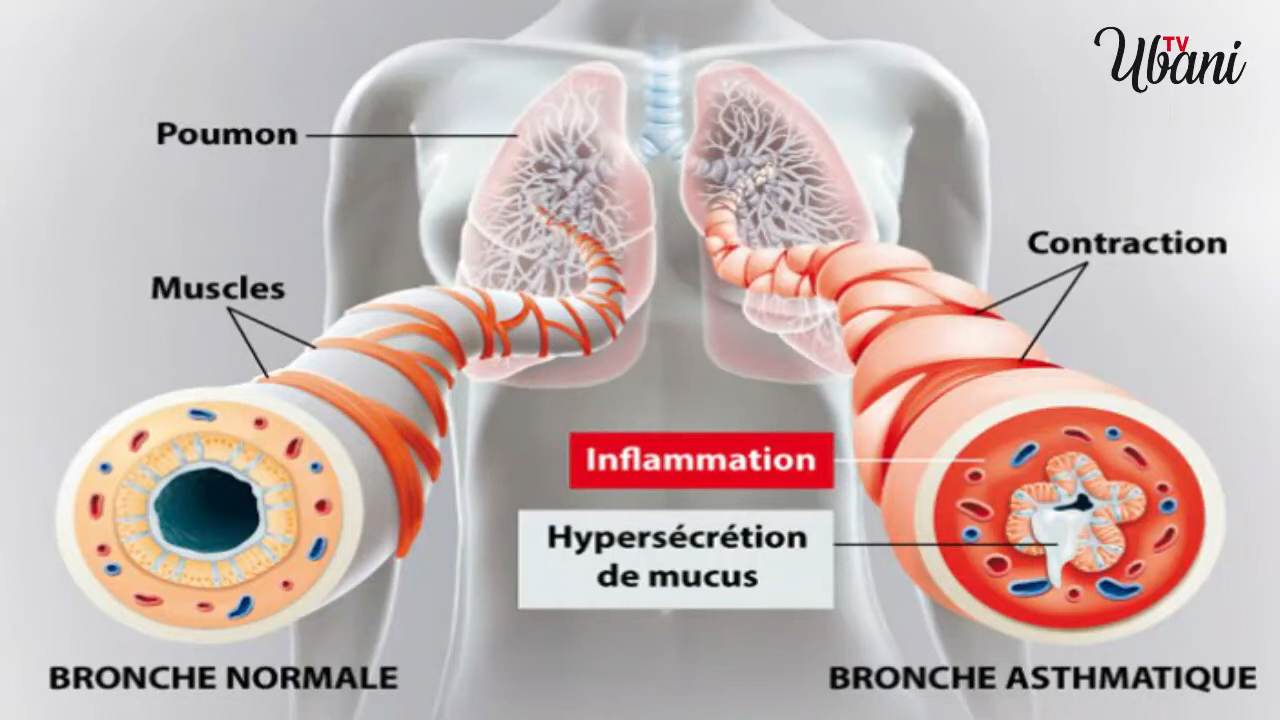 Ubani
TV
Poumon
Contraction
Muscles
Inflammation
Hypersécrétion
de mucus
BRONCHE NORMALE
BRONCHE ASTHMATIQUE